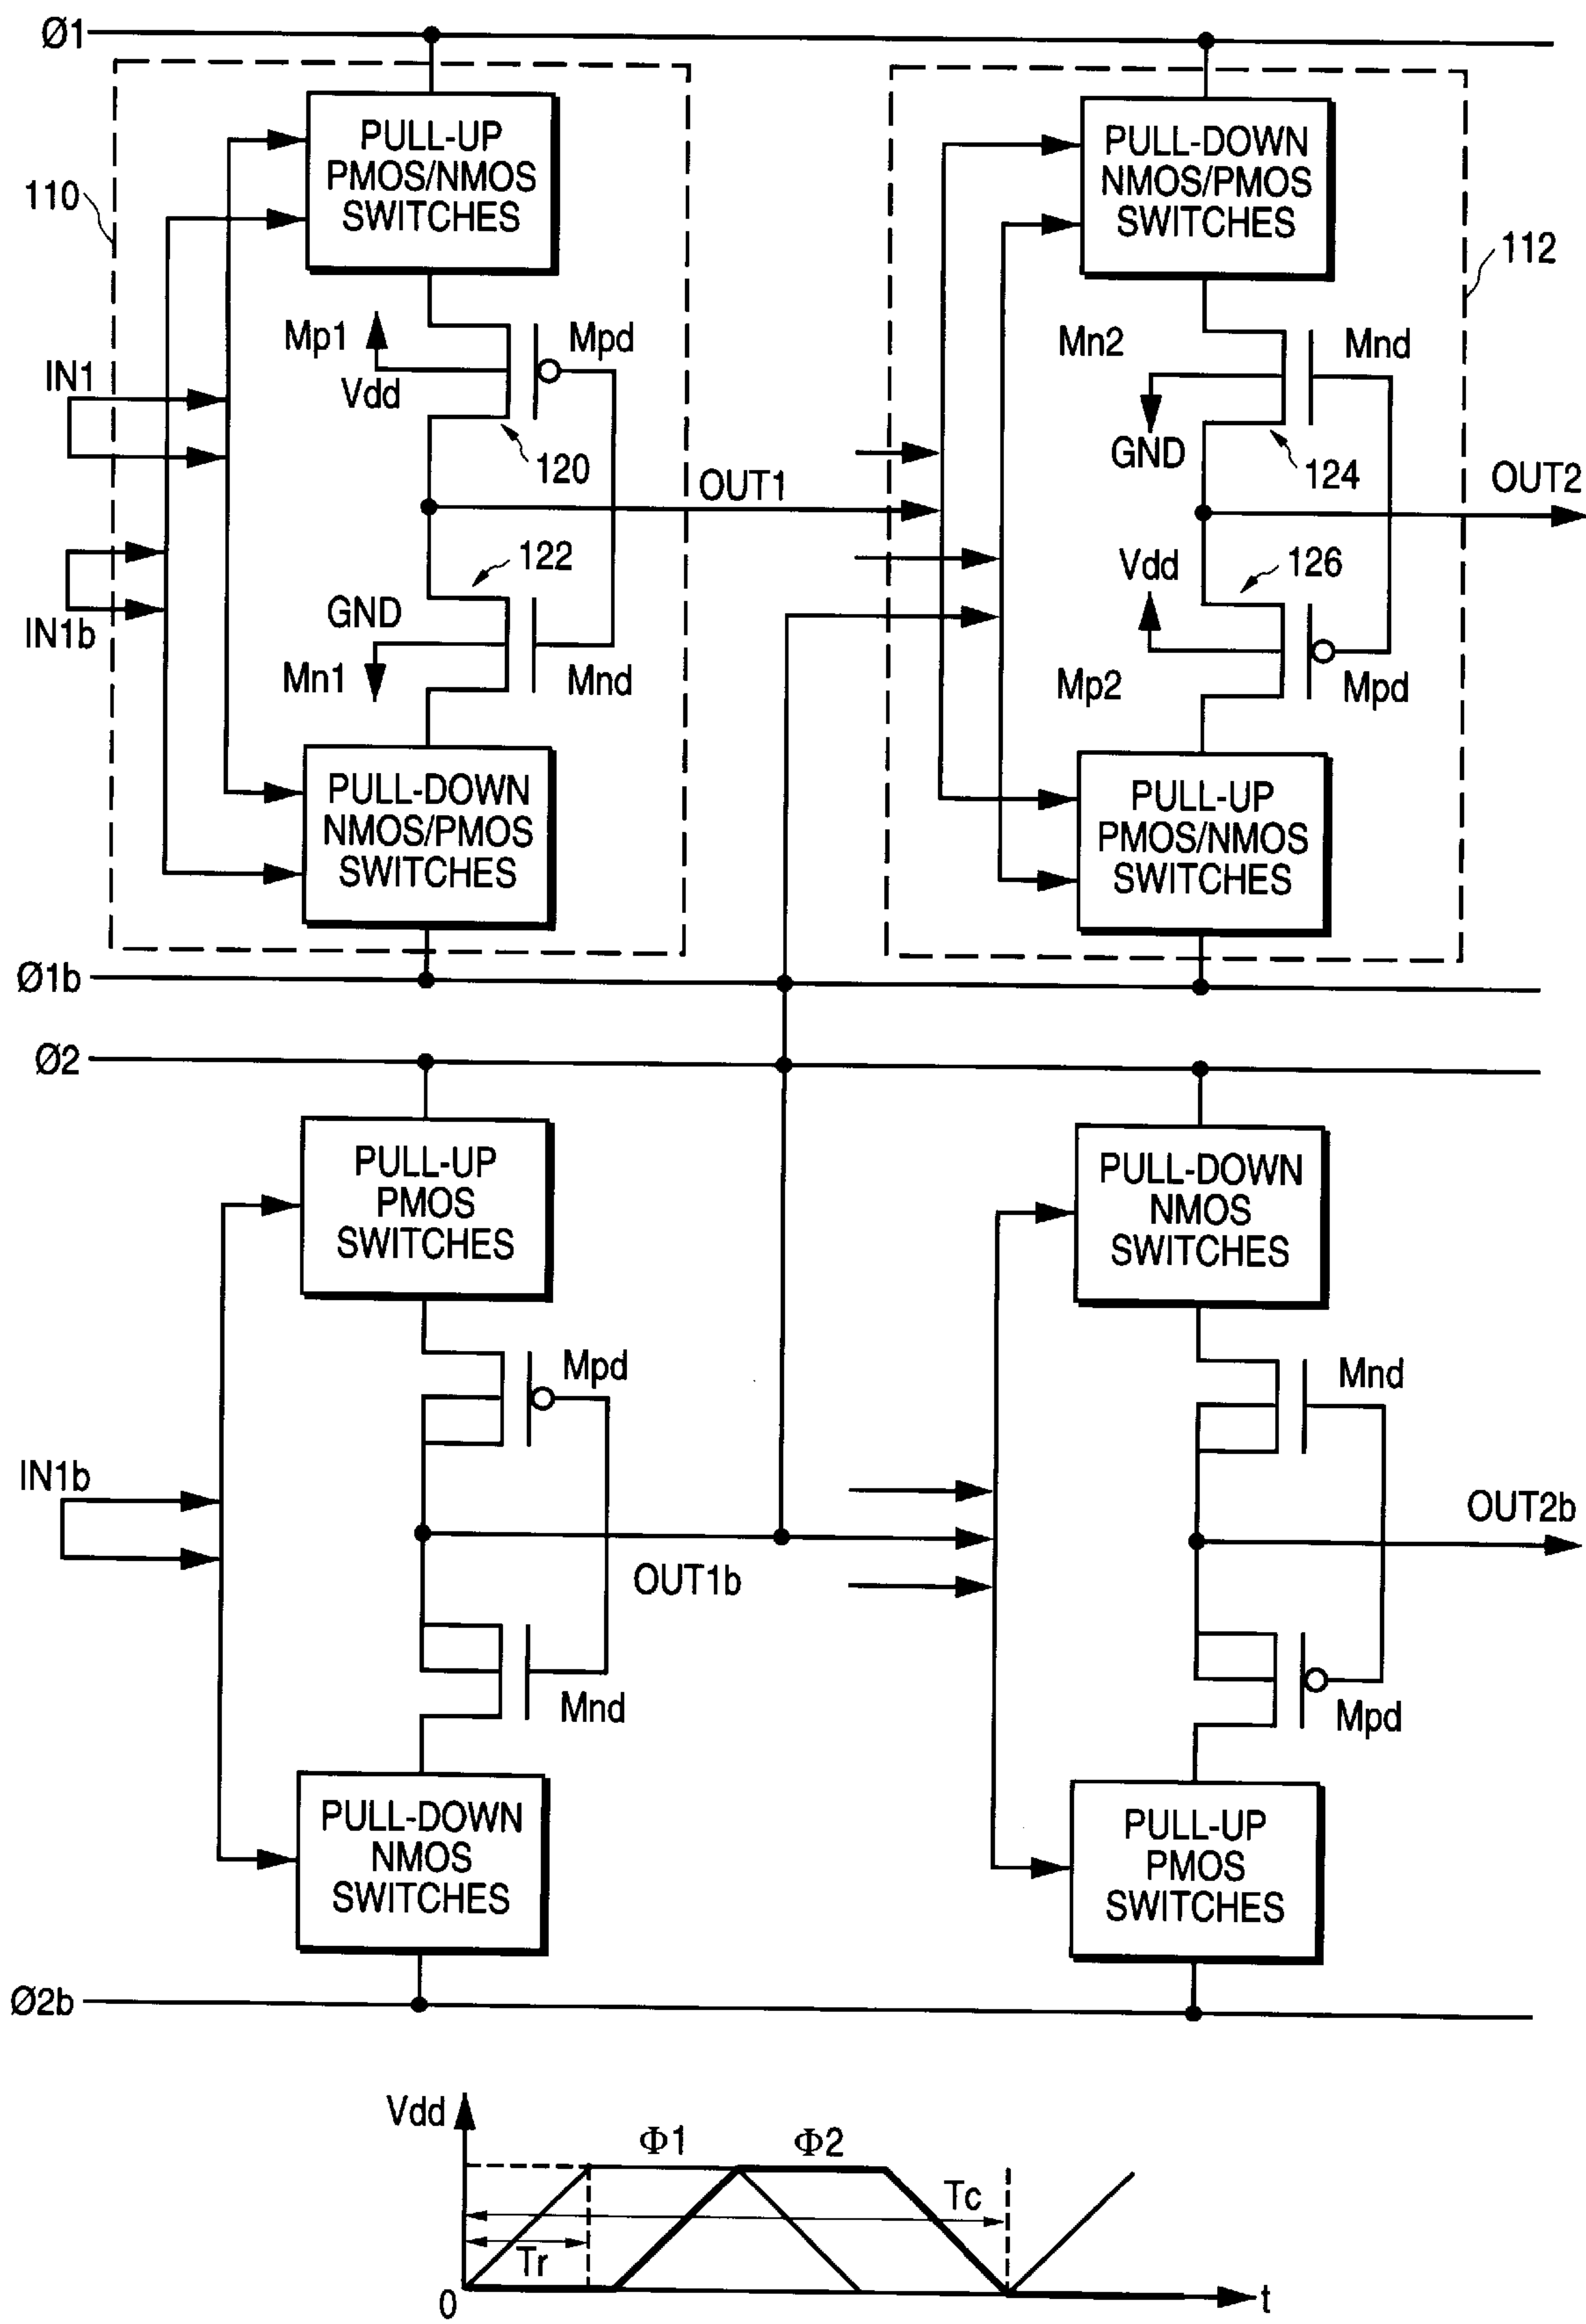 Ø1
PULL-UP
PMOS/NMOS
SWITCHES
PULL-DOWN
NMOS/PMOS
SWITCHES
110
112
Mp1
Mpd
Vdd
IN1
120
OUT1
Mn2
Mnd
GND
124
OUT2
122
GND
IN1b
Mn1
Mnd
Vdd
126
Mp2
Mpd
PULL-DOWN
NMOS/PMOS
SWITCHES
PULL-UP
PMOS/NMOS
SWITCHES
Ø1b
Ø2
PULL-UP
PMOS
SWITCHES
PULL-DOWN
NMOS
SWITCHES
Mpd
Mnd
IN1b
OUT1b
OUT2b
Mnd
Mpd
PULL-DOWN
NMOS
SWITCHES
PULL-UP
PMOS
SWITCHES
Ø2b
Vdd
Φ1
Φ2
Tc
Tr
0
t